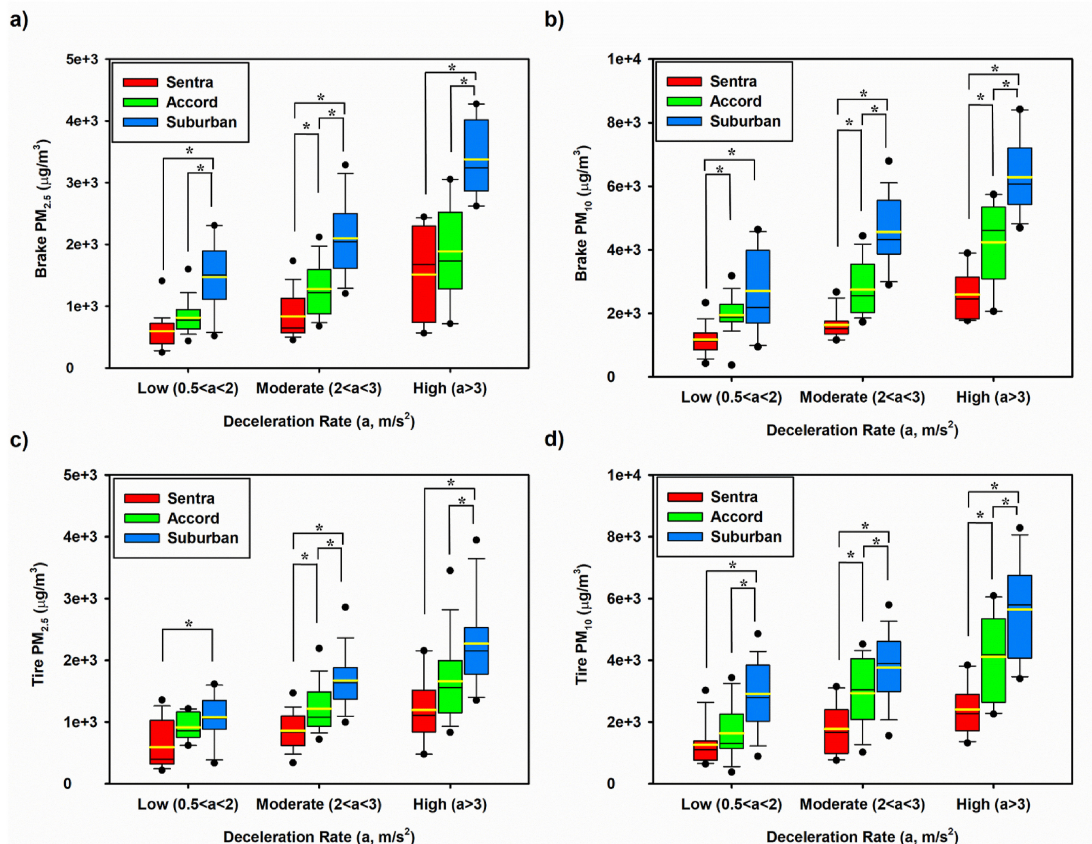 a)
5e+3
4e+3
3e+3
2e+3
1e+3
0
Brake PM2.5 (µg/m3)
Sentra
Accord
Suburban
*
*
*
*
*
*
*
Low (0.5<a<2) Moderate (2<a<3) High (a>3)
Deceleration Rate (a, m/s2)
b)
1e+4
8e+3
6e+3
4e+3
2e+3
0
Brake PM10 (µg/m3)
Sentra
Accord
Suburban
*
*
*
*
*
*
*
*
Low (0.5<a<2) Moderate (2<a<3) High (a>3)
Deceleration Rate (a, m/s2)
c)
5e+3
4e+3
3e+3
2e+3
1e+3
0
Tire PM2.5 (µg/m3)
Sentra
Accord
Suburban
*
*
*
*
*
*
Low (0.5<a<2) Moderate (2<a<3) High (a>3)
Deceleration Rate (a, m/s2)
d)
1e+4
8e+3
6e+3
4e+3
2e+3
0
Tire PM10 (µg/m3)
Sentra
Accord
Suburban
*
*
*
*
*
*
*
*
Low (0.5<a<2) Moderate (2<a<3) High (a>3)
Deceleration Rate (a, m/s2)